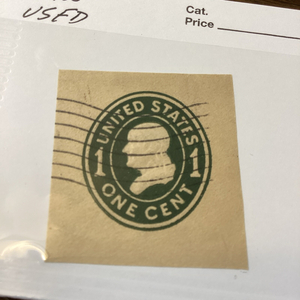 USED
Cat.
Price
UNITED STATES
1 1
ONE CENT